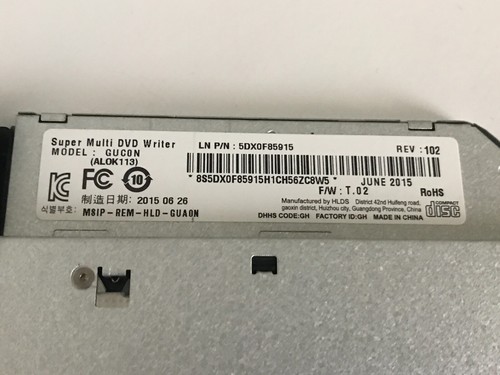 Super Multi DVD Writer
MODEL : GUC0N
(ALOK113)
LN P/N : 5DX0F85915
REV : 102
*8S5DX0F85915H1CH56ZC8W5*
JUNE 2015
F/W : T.02
RoHS
FC
10
制造日期: 2015 06 26
식별부호: MSIP-REM-HLD-GUA0N
Manufactured by HLDS District 42nd Huifeng road,
gaoxin district, Huizhou city, Guangdong Province, China
DHHS CODE:GH FACTORY ID:GH MADE IN CHINA
COMPACT
disc